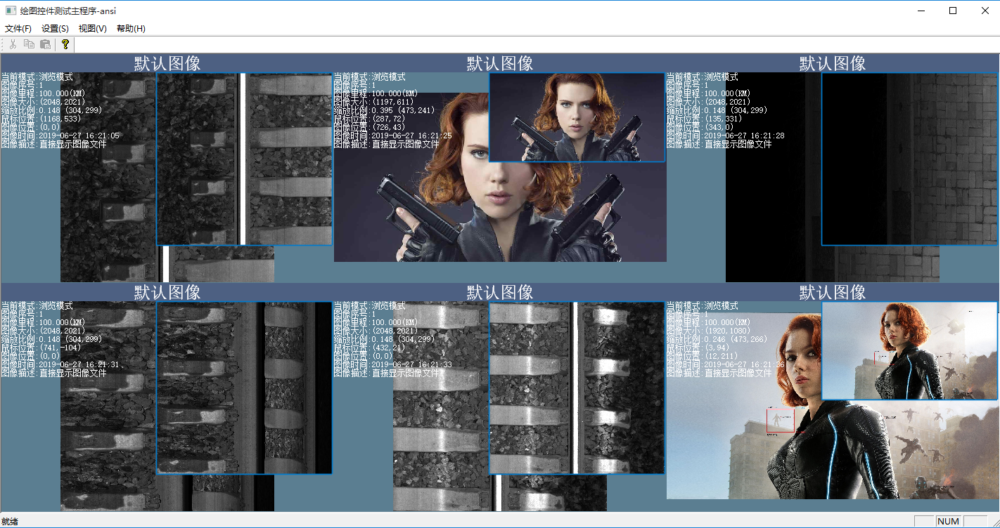 绘图控件测试主程序-ansi
文件(F) 设置(S) 视图(V) 帮助(H)
默认图像
当前模式:浏览模式
图像序号:1
图像里程:100.000(KM)
图像大小:(2048,2021)
缩放比例:0.148 (304,299)
鼠标位置:(1168,533)
图像位置:(0,0)
图像时间:2019-06-27 16:21:05
图像描述:直接显示图像文件
默认图像
当前模式:浏览模式
图像序号:1
图像里程:100.000(KM)
图像大小:(1197,611)
缩放比例:0.395 (473,241)
鼠标位置:(287,72)
图像位置:(726,43)
图像时间:2019-06-27 16:21:25
图像描述:直接显示图像文件
默认图像
当前模式:浏览模式
图像序号:1
图像里程:100.000(KM)
图像大小:(2048,2021)
缩放比例:0.148 (304,299)
鼠标位置:(135,331)
图像位置:(343,0)
图像时间:2019-06-27 16:21:28
图像描述:直接显示图像文件
默认图像
当前模式:浏览模式
图像序号:1
图像里程:100.000(KM)
图像大小:(2048,2021)
缩放比例:0.148 (304,299)
鼠标位置:(741,-104)
图像位置:(0,0)
图像时间:2019-06-27 16:21:31
图像描述:直接显示图像文件
默认图像
当前模式:浏览模式
图像序号:1
图像里程:100.000(KM)
图像大小:(2048,2021)
缩放比例:0.148 (304,299)
鼠标位置:(432,21)
图像位置:(0,0)
图像时间:2019-06-27 16:21:33
图像描述:直接显示图像文件
默认图像
当前模式:浏览模式
图像序号:1
图像里程:100.000(KM)
图像大小:(1920,1080)
缩放比例:0.246 (473,266)
鼠标位置:(3,94)
图像位置:(12,211)
图像时间:2019-06-27 16:21:36
图像描述:直接显示图像文件
就绪
NUM